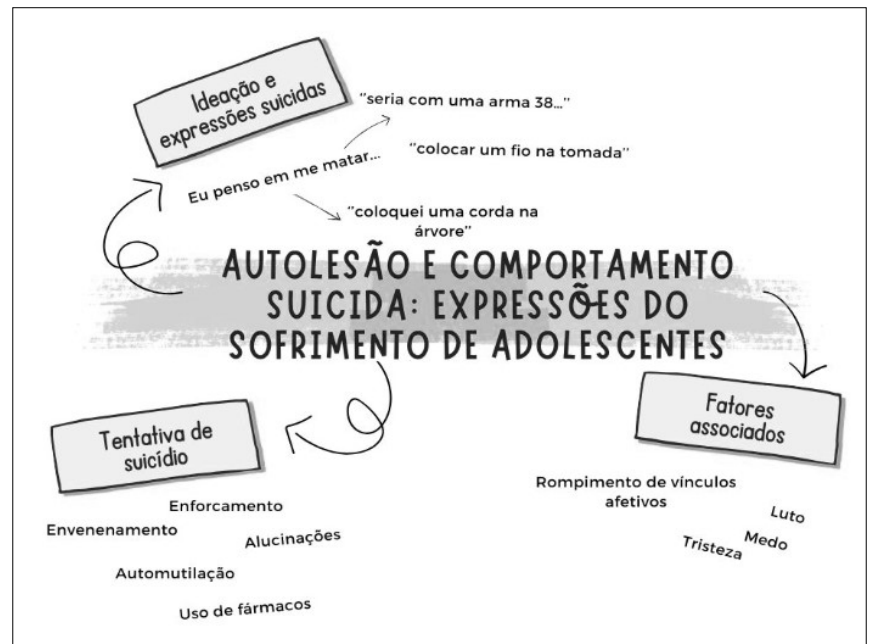 Ideação e
expressões suicidas
"seria com uma arma 38..."
"colocar um fio na tomada"
Eu penso em me matar...
"coloquei uma corda na
árvore"
AUTOLESÃO E COMPORTAMENTO
SUICIDA: EXPRESSÕES DO
SOFRIMENTO DE ADOLESCENTES
Tentativa de
suicídio
Enforcamento
Envenenamento
Alucinações
Automutilação
Uso de fármacos
Fatores
associados
Rompimento de vínculos
afetivos
Luto
Medo
Tristeza